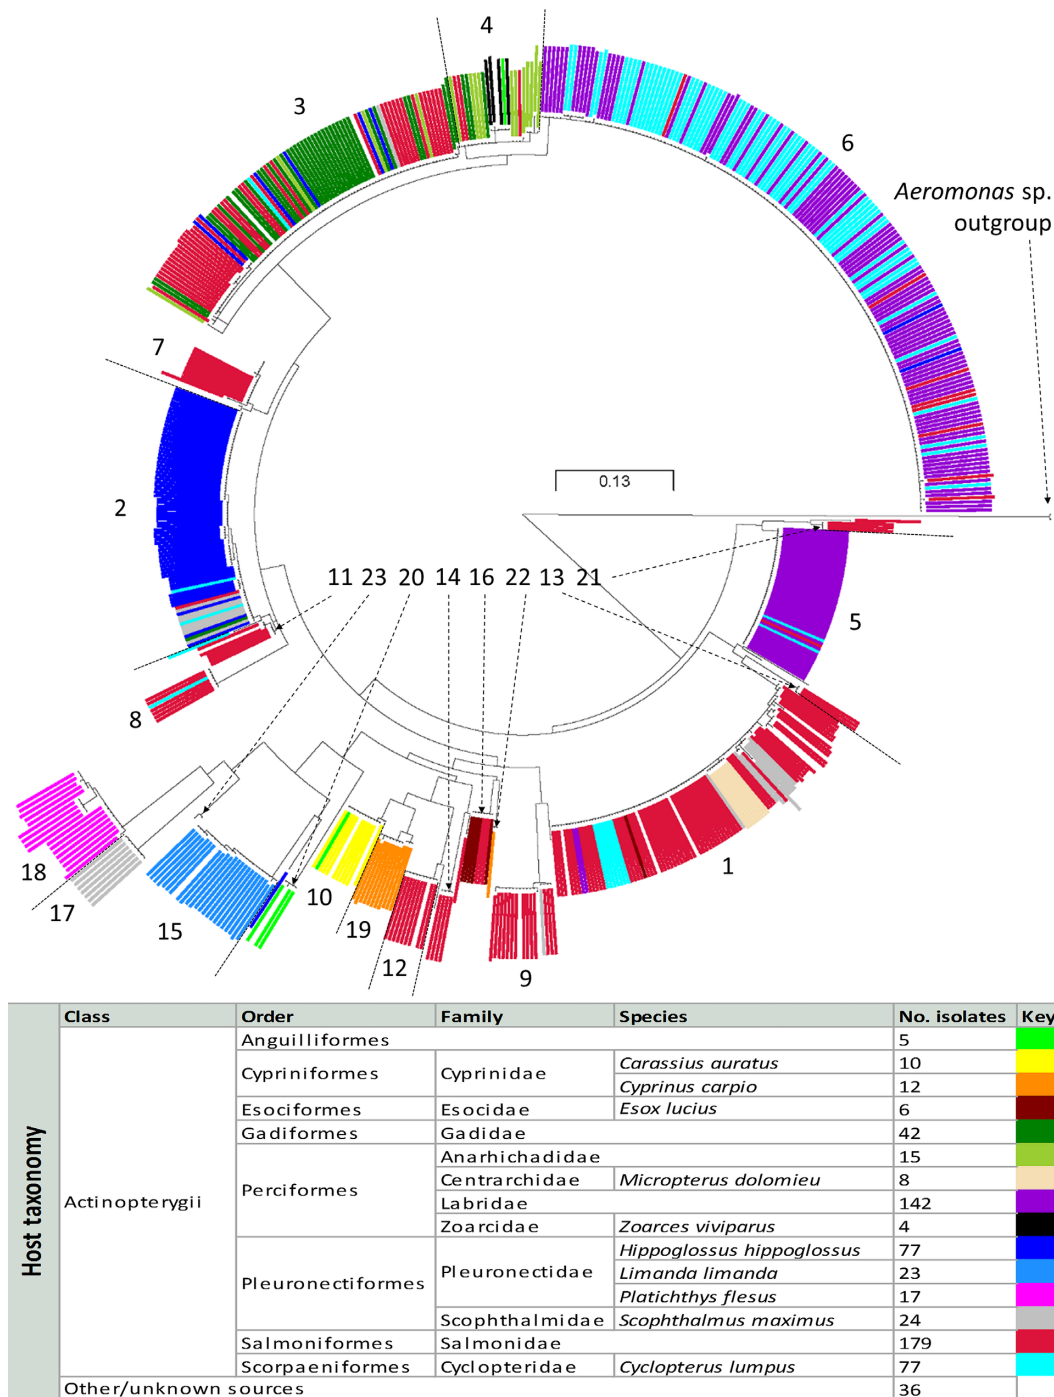 4
3
6
Aeromonas sp.
outgroup
7
0.13
2
11 23 20 14 16 22 13 21
5
8
1
18
17
10
15
19
12
9
Class Order Family Species No. isolates Key
Host taxonomy
Actinopterygii
Anguilliformes 5
Cypriniformes Cyprinidae Carassius auratus 10
Cyprinus carpio 12
Esociformes Esocidae Esox lucius 6
Gadiformes Gadidae 42
Perciformes Anarhichadidae 15
Centrarchidae Micropterus dolomieu 8
Labridae 142
Zoarcidae Zoarces viviparus 4
Pleuronectiformes Pleuronectidae Hippoglossus hippoglossus 77
Limanda limanda 23
Platichthys flesus 17
Scophthalmidae Scophthalmus maximus 24
Salmoniformes Salmonidae 179
Scorpaeniformes Cyclopteridae Cyclopterus lumpus 77
Other/unknown sources 36